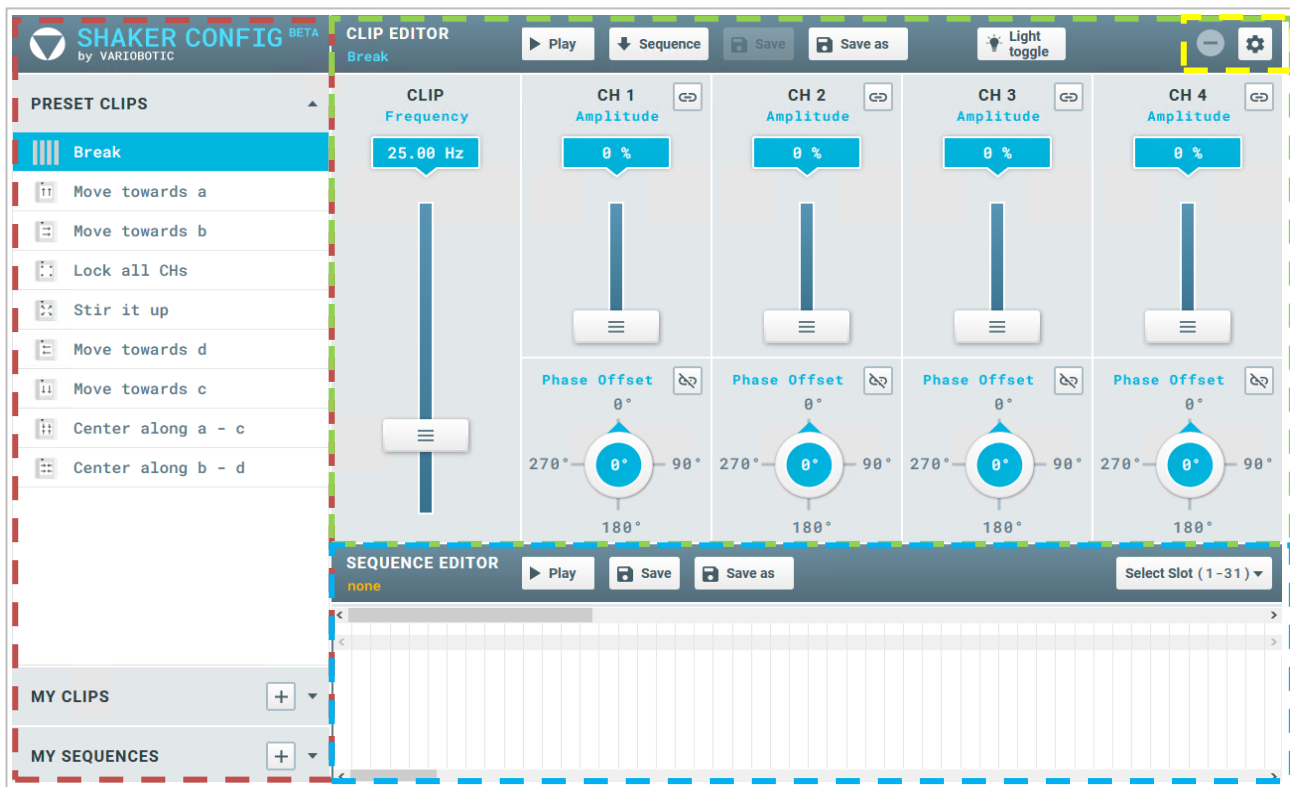 SHAKER CONFIG BETA
by VARIOBOTIC
PRESET CLIPS
Break
Move towards a
Move towards b
Lock all CHs
Stir it up
Move towards d
Move towards c
Center along a - c
Center along b - d
MY CLIPS
MY SEQUENCES
CLIP EDITOR
Break
Play
Sequence
Save
Save as
Light
toggle
CLIP
Frequency
25.00 Hz
CH 1
Amplitude
0 %
CH 2
Amplitude
0 %
CH 3
Amplitude
0 %
CH 4
Amplitude
0 %
Phase Offset
0°
270° 0° 90°
180°
Phase Offset
0°
270° 0° 90°
180°
Phase Offset
0°
270° 0° 90°
180°
Phase Offset
0°
270° 0° 90°
180°
SEQUENCE EDITOR
none
Play
Save
Save as
Select Slot (1-31)